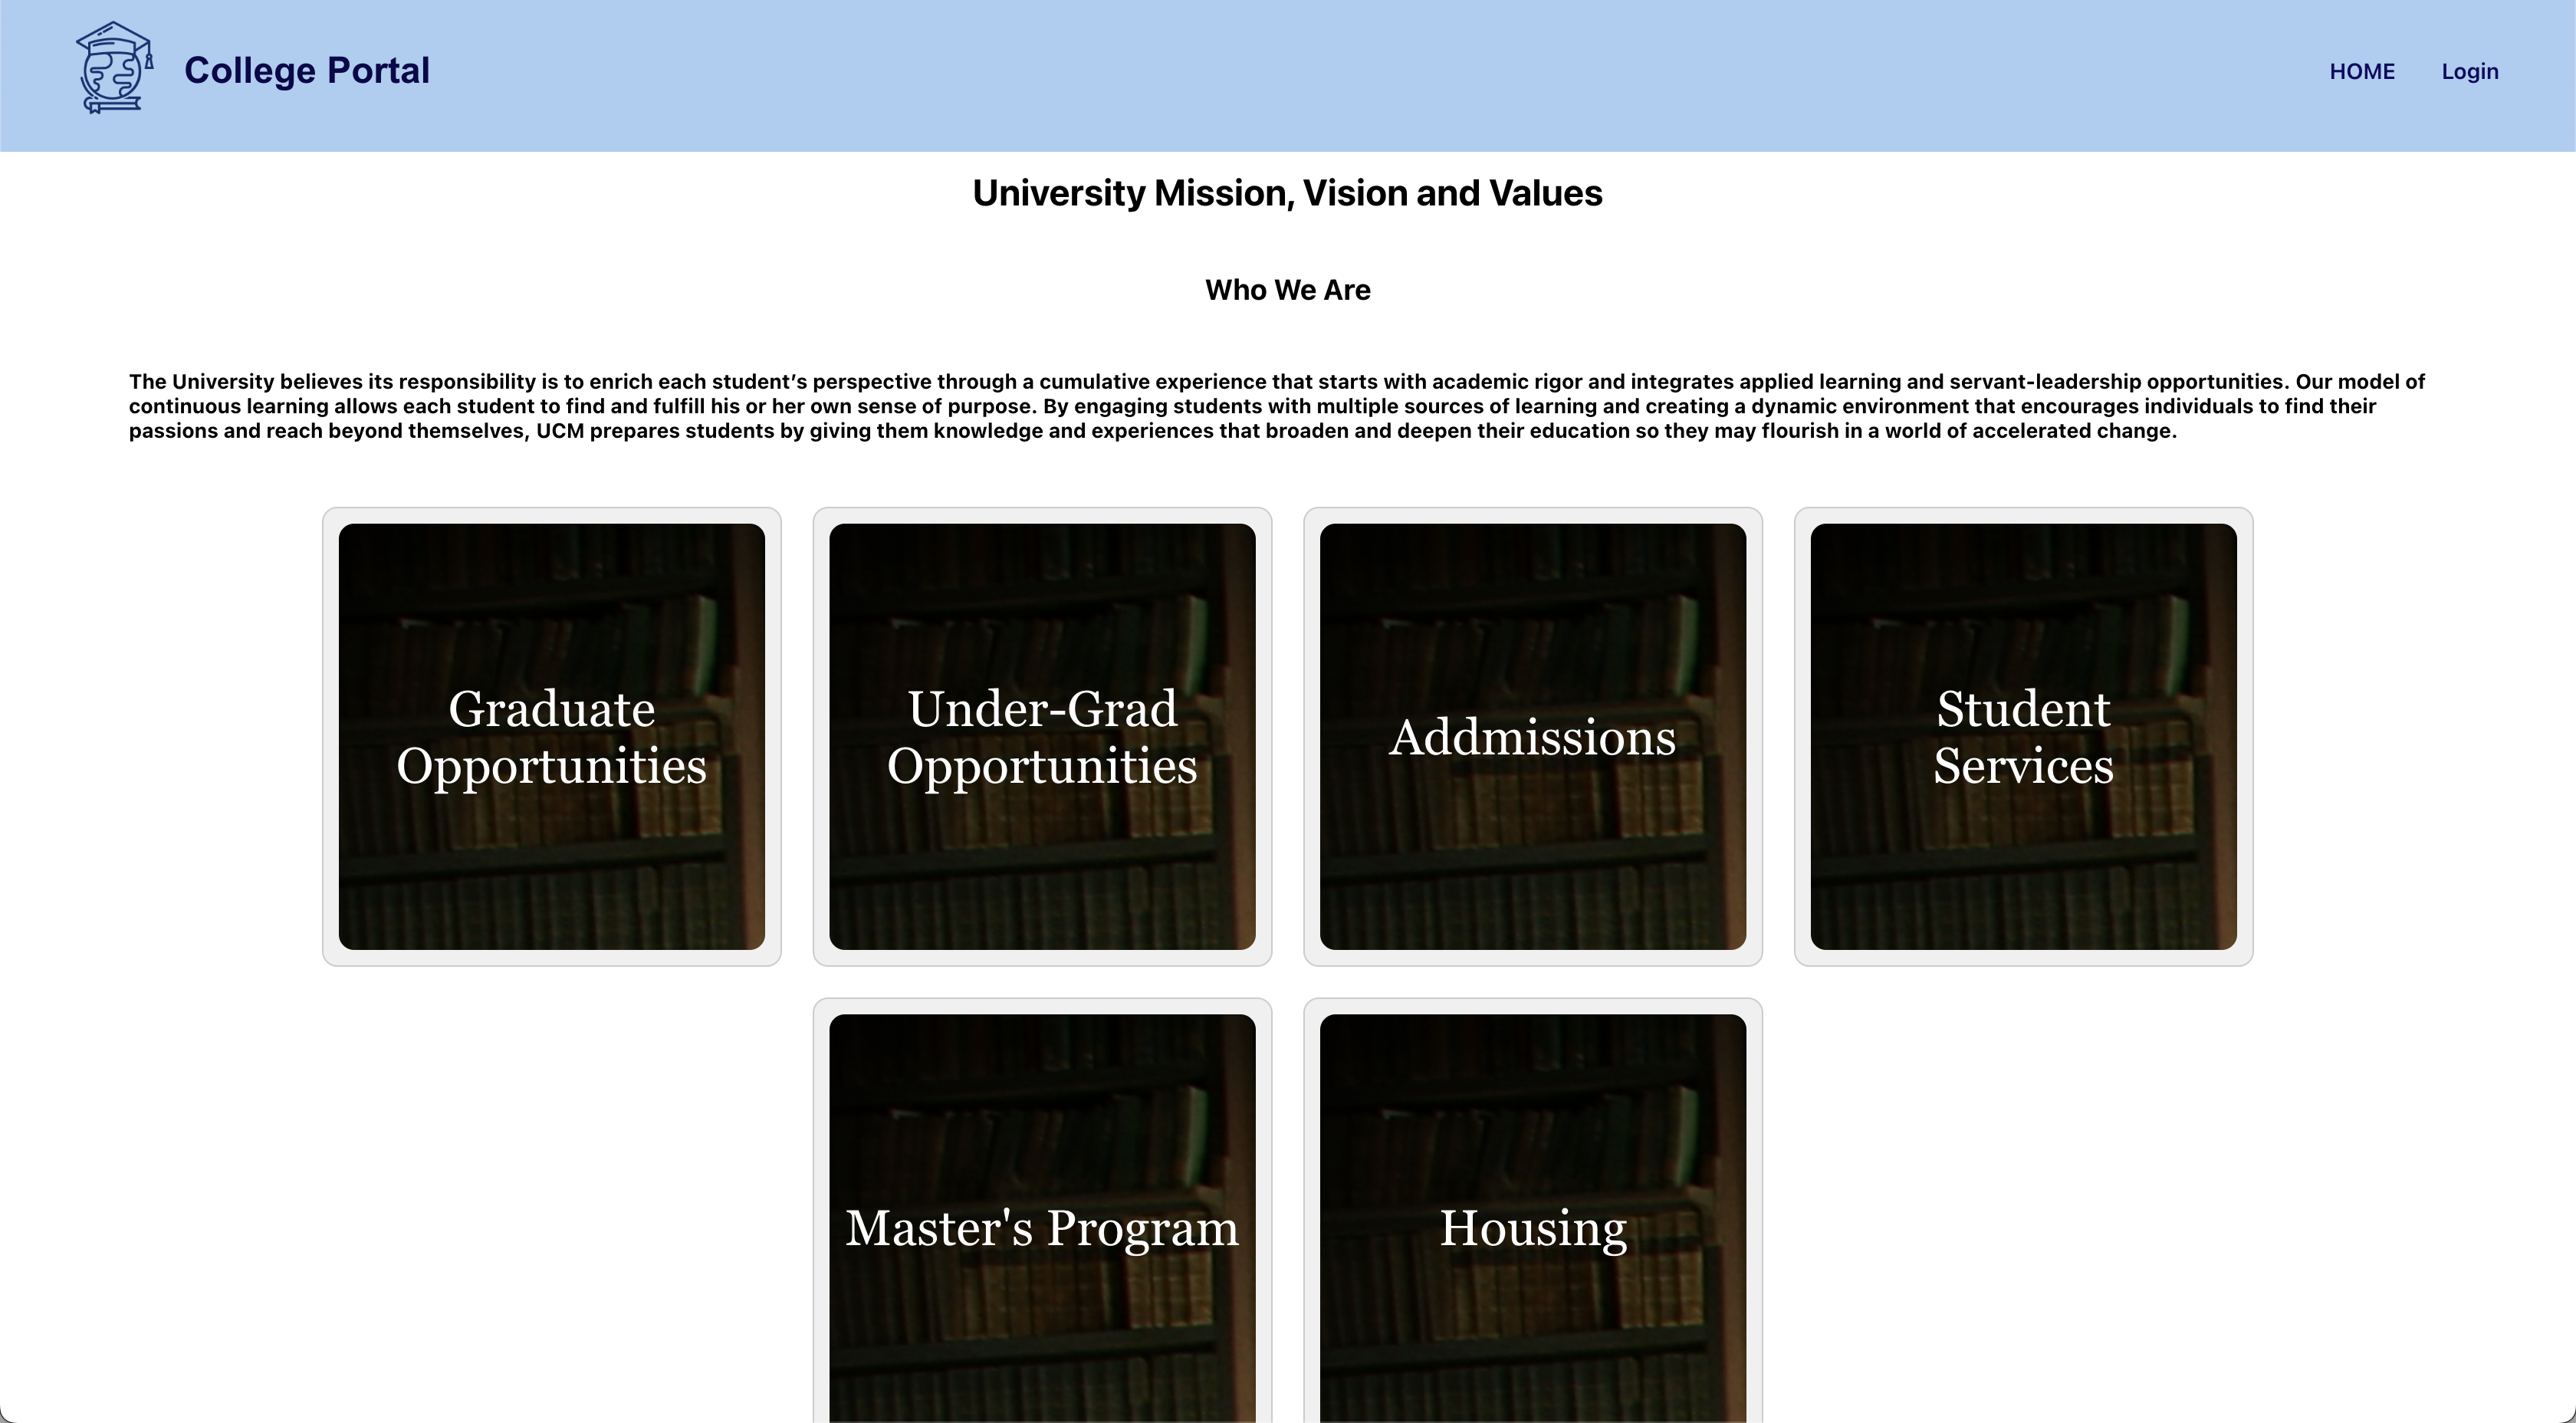 College Portal
HOME
Login
University Mission, Vision and Values
Who We Are
The University believes its responsibility is to enrich each student’s perspective through a cumulative experience that starts with academic rigor and integrates applied learning and servant-leadership opportunities. Our model of
continuous learning allows each student to find and fulfill his or her own sense of purpose. By engaging students with multiple sources of learning and creating a dynamic environment that encourages individuals to find their
passions and reach beyond themselves, UCM prepares students by giving them knowledge and experiences that broaden and deepen their education so they may flourish in a world of accelerated change.
Graduate
Opportunities
Under-Grad
Opportunities
Addmissions
Student
Services
Master's Program
Housing